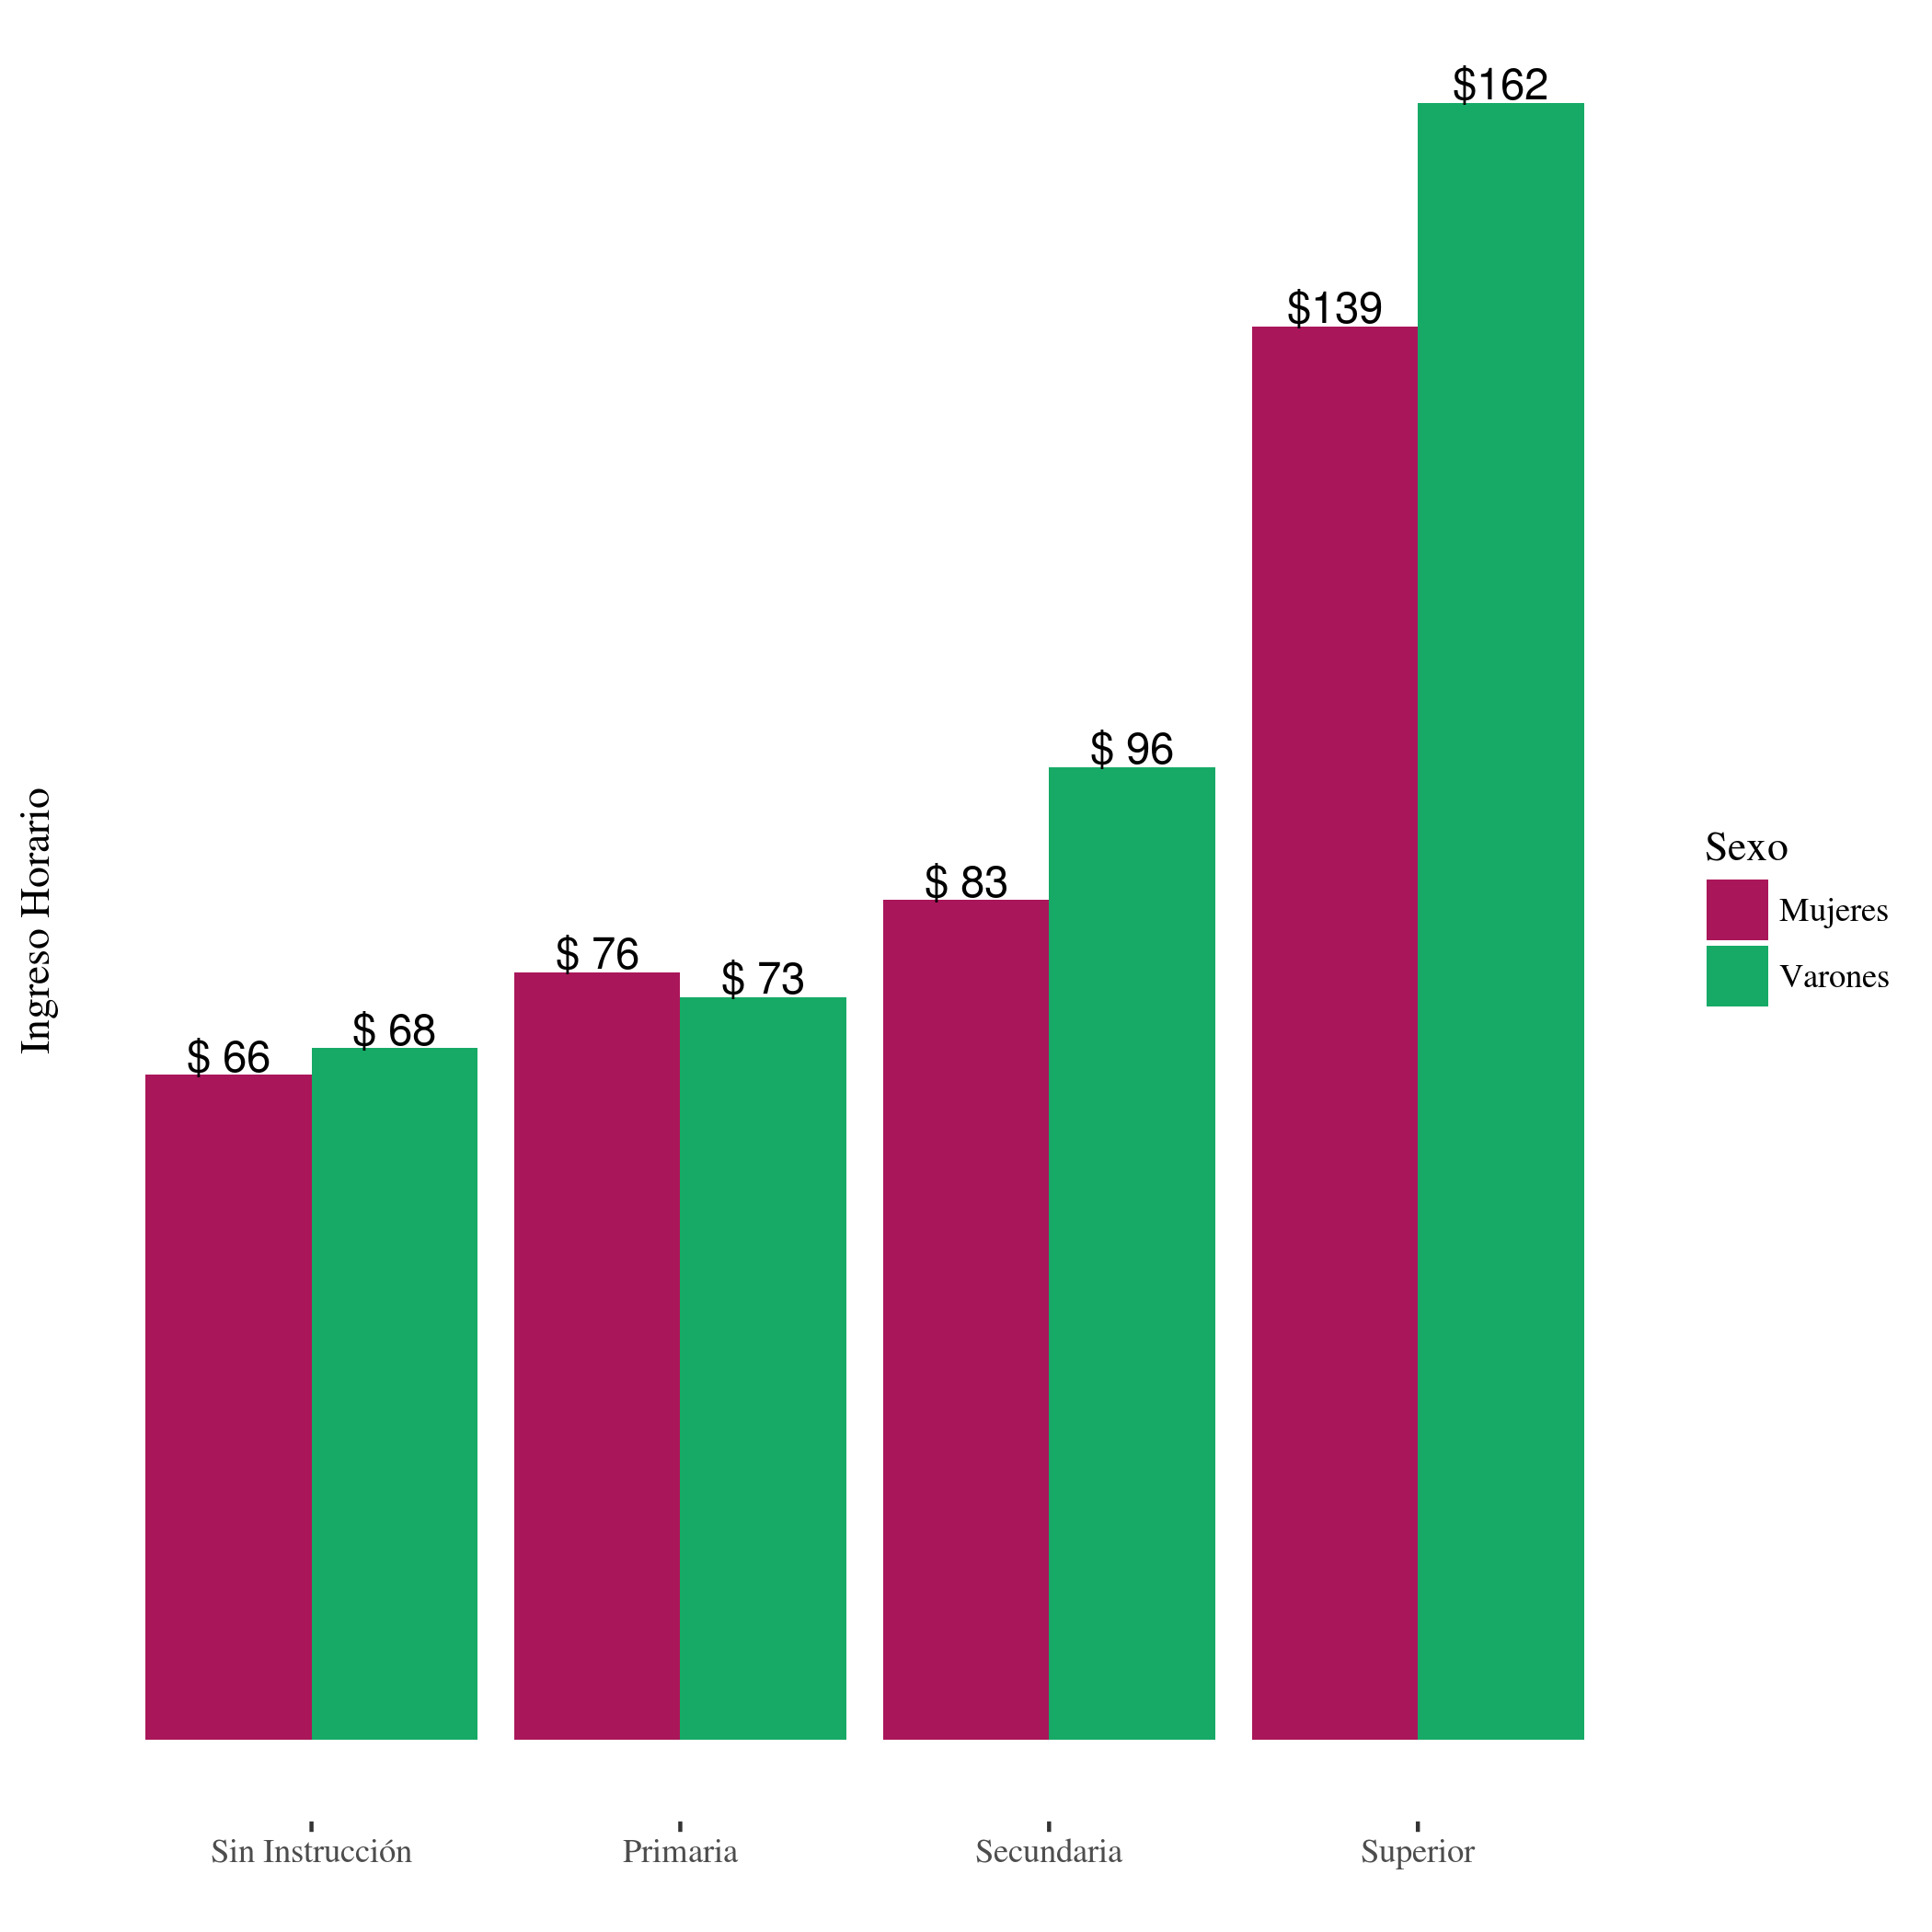 $162
$139
$ 96
$ 83
$ 76
$ 73
$ 68
$ 66
Ingreso Horario
Sexo
Mujeres
Varones
Sin Instrucción
Primaria
Secundaria
Superior